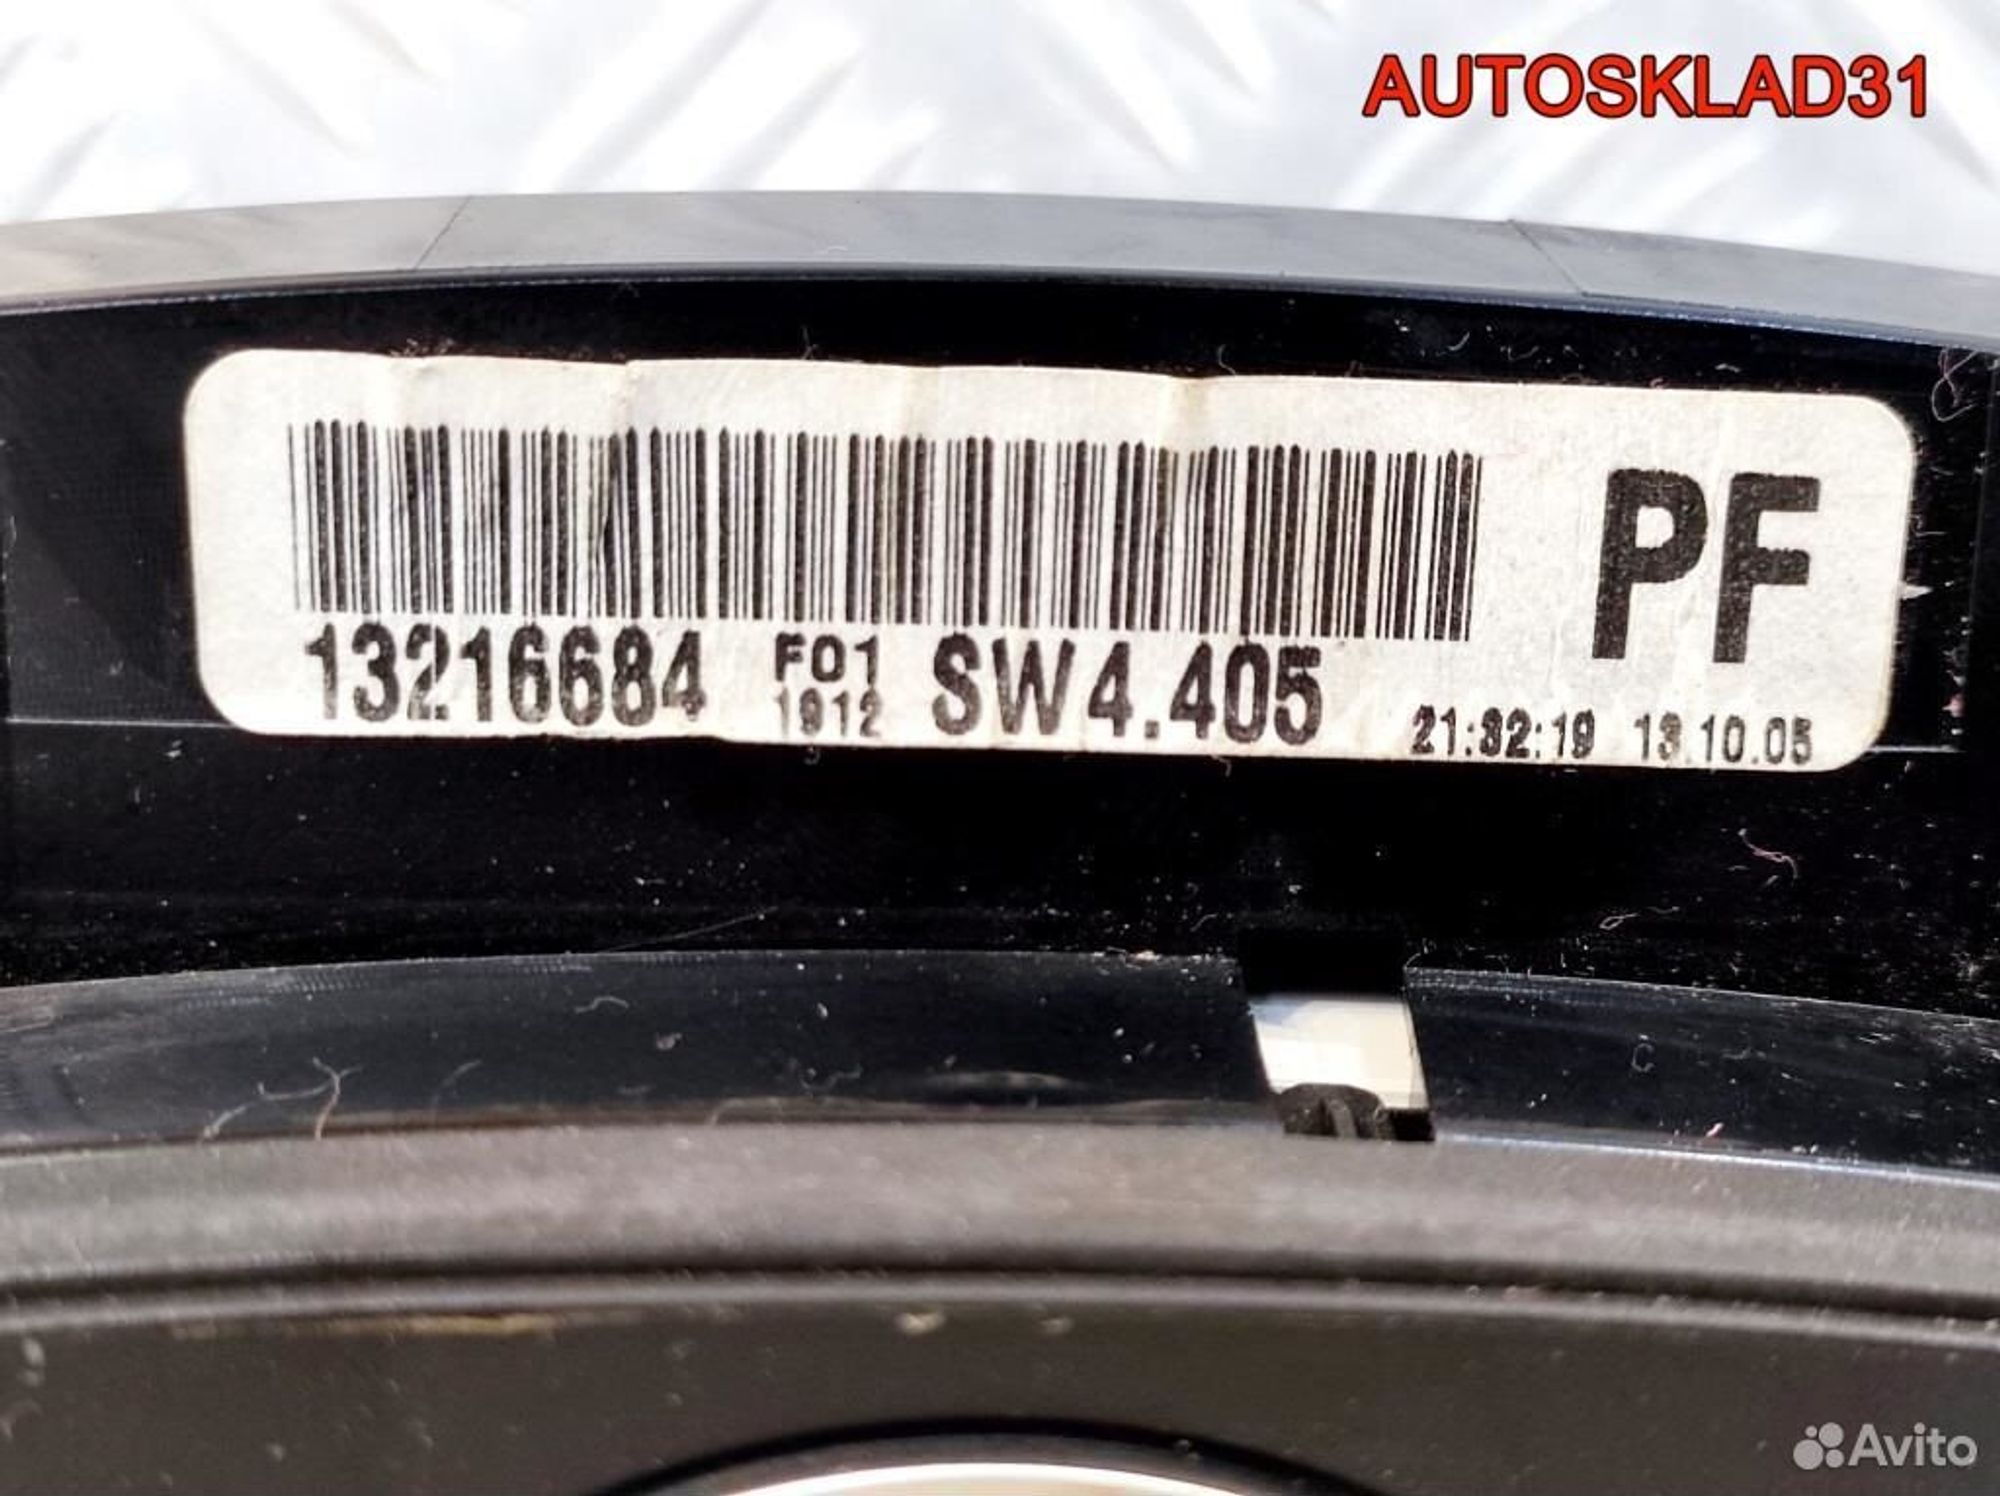 AUTOSKLAD31
PF
13216684 F01 1912 SW4.405 21:32:19 13.10.05
Avito